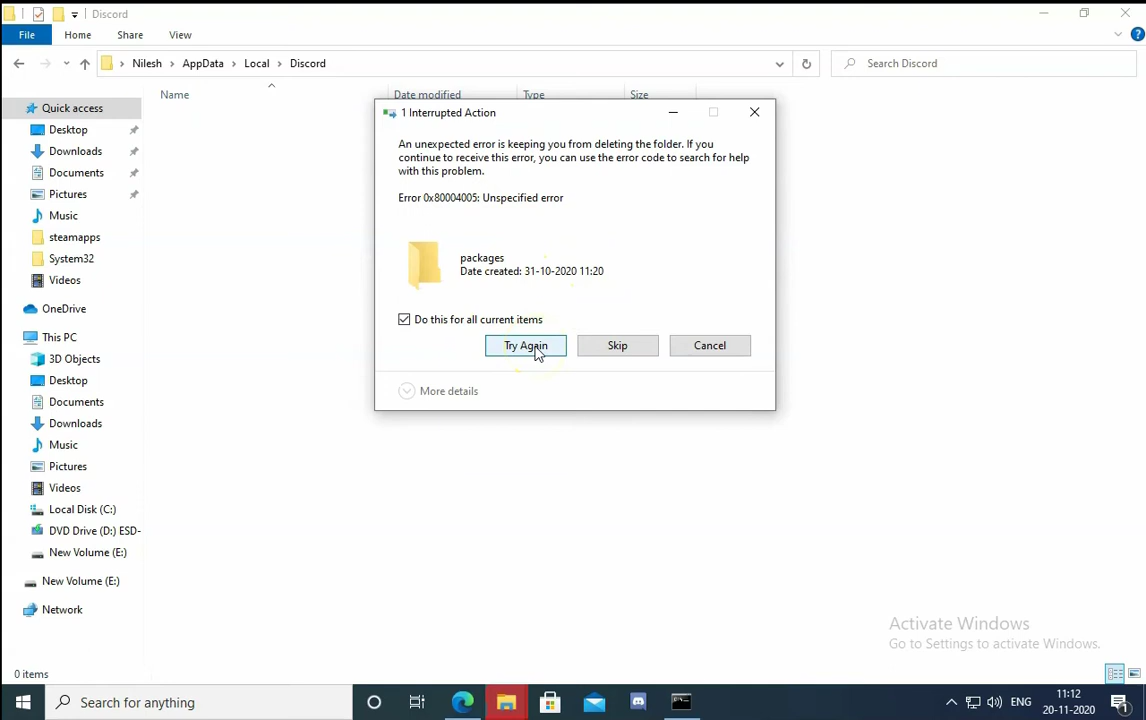 Discord
File Home Share View
Nilesh AppData Local Discord
Search Discord
Name Date modified Type Size
Quick access
Desktop
Downloads
Documents
Pictures
Music
steamapps
System32
Videos
OneDrive
This PC
3D Objects
Desktop
Documents
Downloads
Music
Pictures
Videos
Local Disk (C:)
DVD Drive (D:) ESD-
New Volume (E:)
New Volume (E:)
Network
1 Interrupted Action
An unexpected error is keeping you from deleting the folder. If you
continue to receive this error, you can use the error code to search for help
with this problem.
Error 0x80004005: Unspecified error
packages
Date created: 31-10-2020 11:20
Do this for all current items
Try Again Skip Cancel
More details
Activate Windows
Go to Settings to activate Windows.
0 items
Search for anything
ENG
11:12
20-11-2020
1